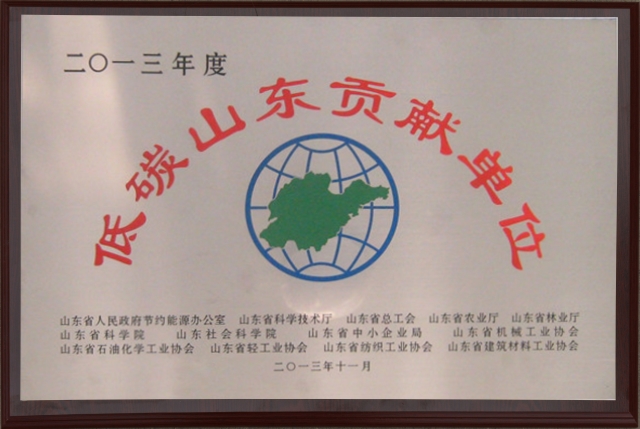 二〇一三年度
低碳山东贡献单位
山东省人民政府节约能源办公室 山东省科学技术厅 山东省总工会 山东省农业厅 山东省林业厅
山东省科学院 山东社会科学院 山东省中小企业局 山东省机械工业协会
山东省石油化学工业协会 山东省轻工业协会 山东省纺织工业协会 山东省建筑材料工业协会
二〇一三年十一月